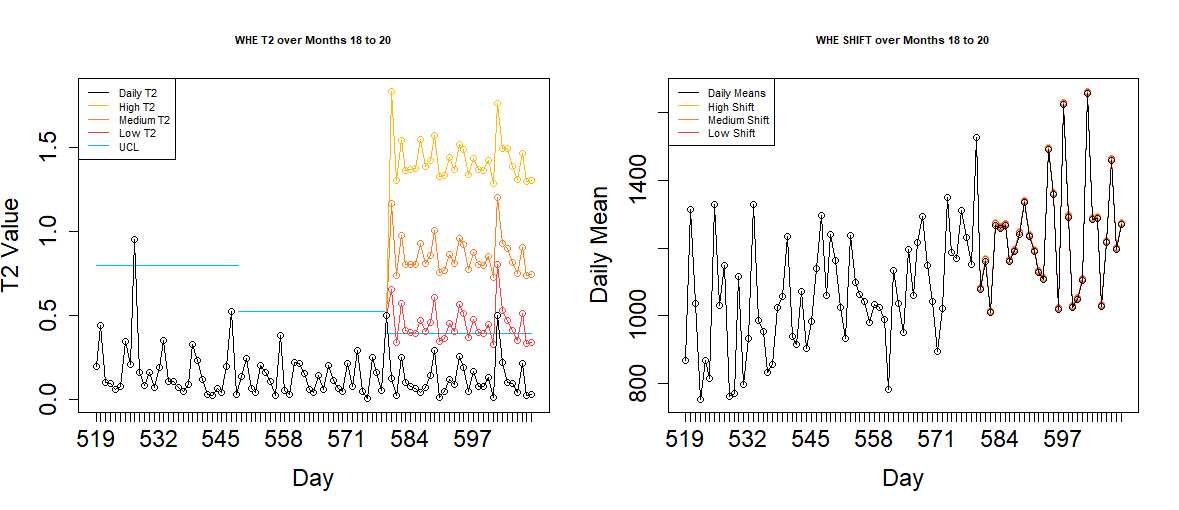 WHE T2 over Months 18 to 20
Daily T2
High T2
Medium T2
Low T2
UCL
T2 Value
0.0
0.5
1.0
1.5
519 532 545 558 571 584 597
Day
WHE SHIFT over Months 18 to 20
Daily Means
High Shift
Medium Shift
Low Shift
Daily Mean
800
1000
1400
519 532 545 558 571 584 597
Day